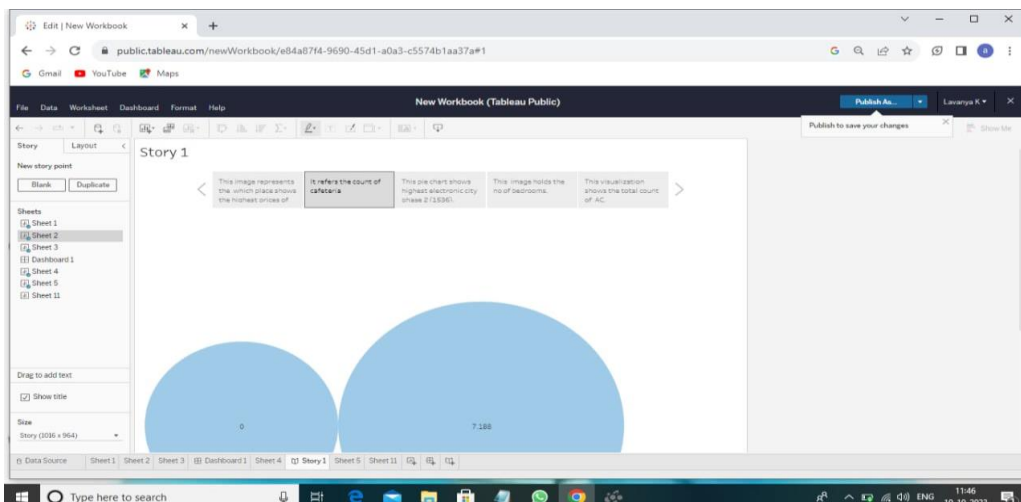 Edit | New Workbook
public.tableau.com/newWorkbook/e84a87f4-9690-45d1-a0a3-c5574b1aa37a#1
a
Gmail YouTube Maps
New Workbook (Tableau Public)
Publish As...
Lavanya K
File Data Worksheet Dashboard Format Help
Publish to save your changes
Show Me
Story Layout
New story point
Blank Duplicate
Sheets
Sheet 1
Sheet 2
Sheet 3
Dashboard 1
Sheet 4
Sheet 5
Sheet 11
Drag to add text
Show title
Size
Story (1016 x 964)
Story 1
This image represents
the which place shows
the highest prices of
It refers the count of
cafeteria
This pie chart shows
highest electronic city
phase 2 (1636).
This image holds the
no of bedrooms.
This visualization
shows the total count
of AC.
0
7,188
Data Source Sheet 1 Sheet 2 Sheet 3 Dashboard 1 Sheet 4 Story 1 Sheet 5 Sheet 11
Type here to search
ENG
11:46